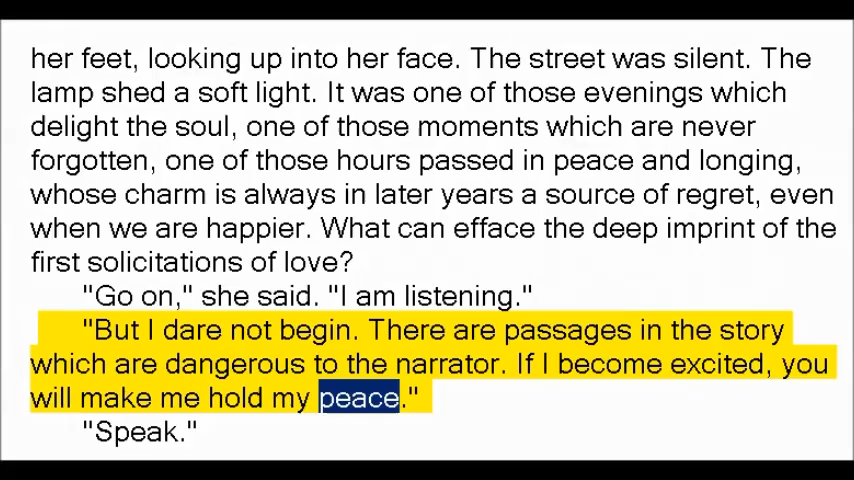 her feet, looking up into her face. The street was silent. The
lamp shed a soft light. It was one of those evenings which
delight the soul, one of those moments which are never
forgotten, one of those hours passed in peace and longing,
whose charm is always in later years a source of regret, even
when we are happier. What can efface the deep imprint of the
first solicitations of love?
"Go on," she said. "I am listening."
"But I dare not begin. There are passages in the story
which are dangerous to the narrator. If I become excited, you
will make me hold my peace."
"Speak."